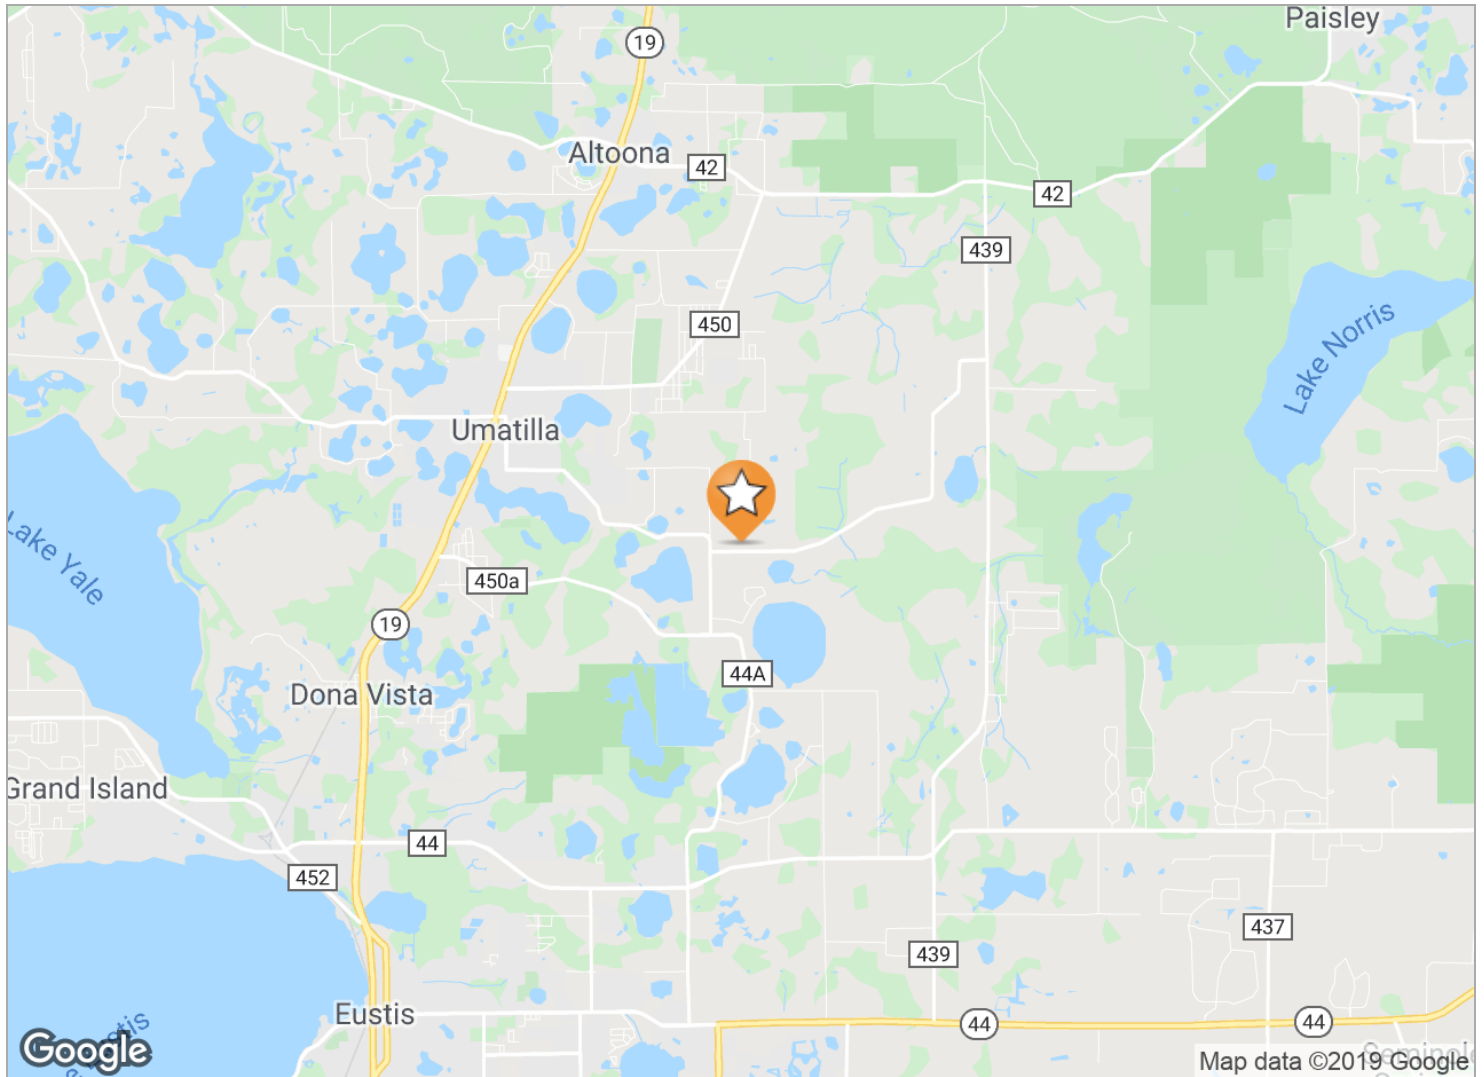 Paisley
19
Altoona
42
42
439
Lake Norris
450
Umatilla
Lake Yale
450a
19
44A
Dona Vista
Grand Island
44
452
437
439
Eustis
44
44
Google
Map data ©2019 Google